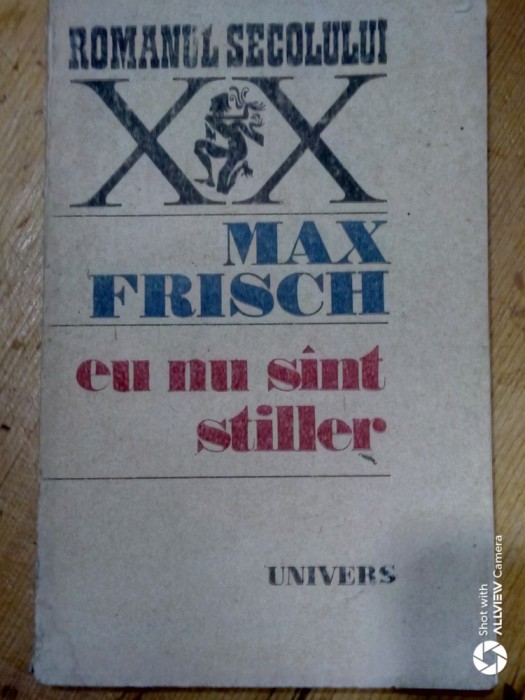 ROMANUL SECOLULUI
XX
MAX
FRISCH
eu nu sînt
stiller
UNIVERS
Shot with
ALLVIEW Camera